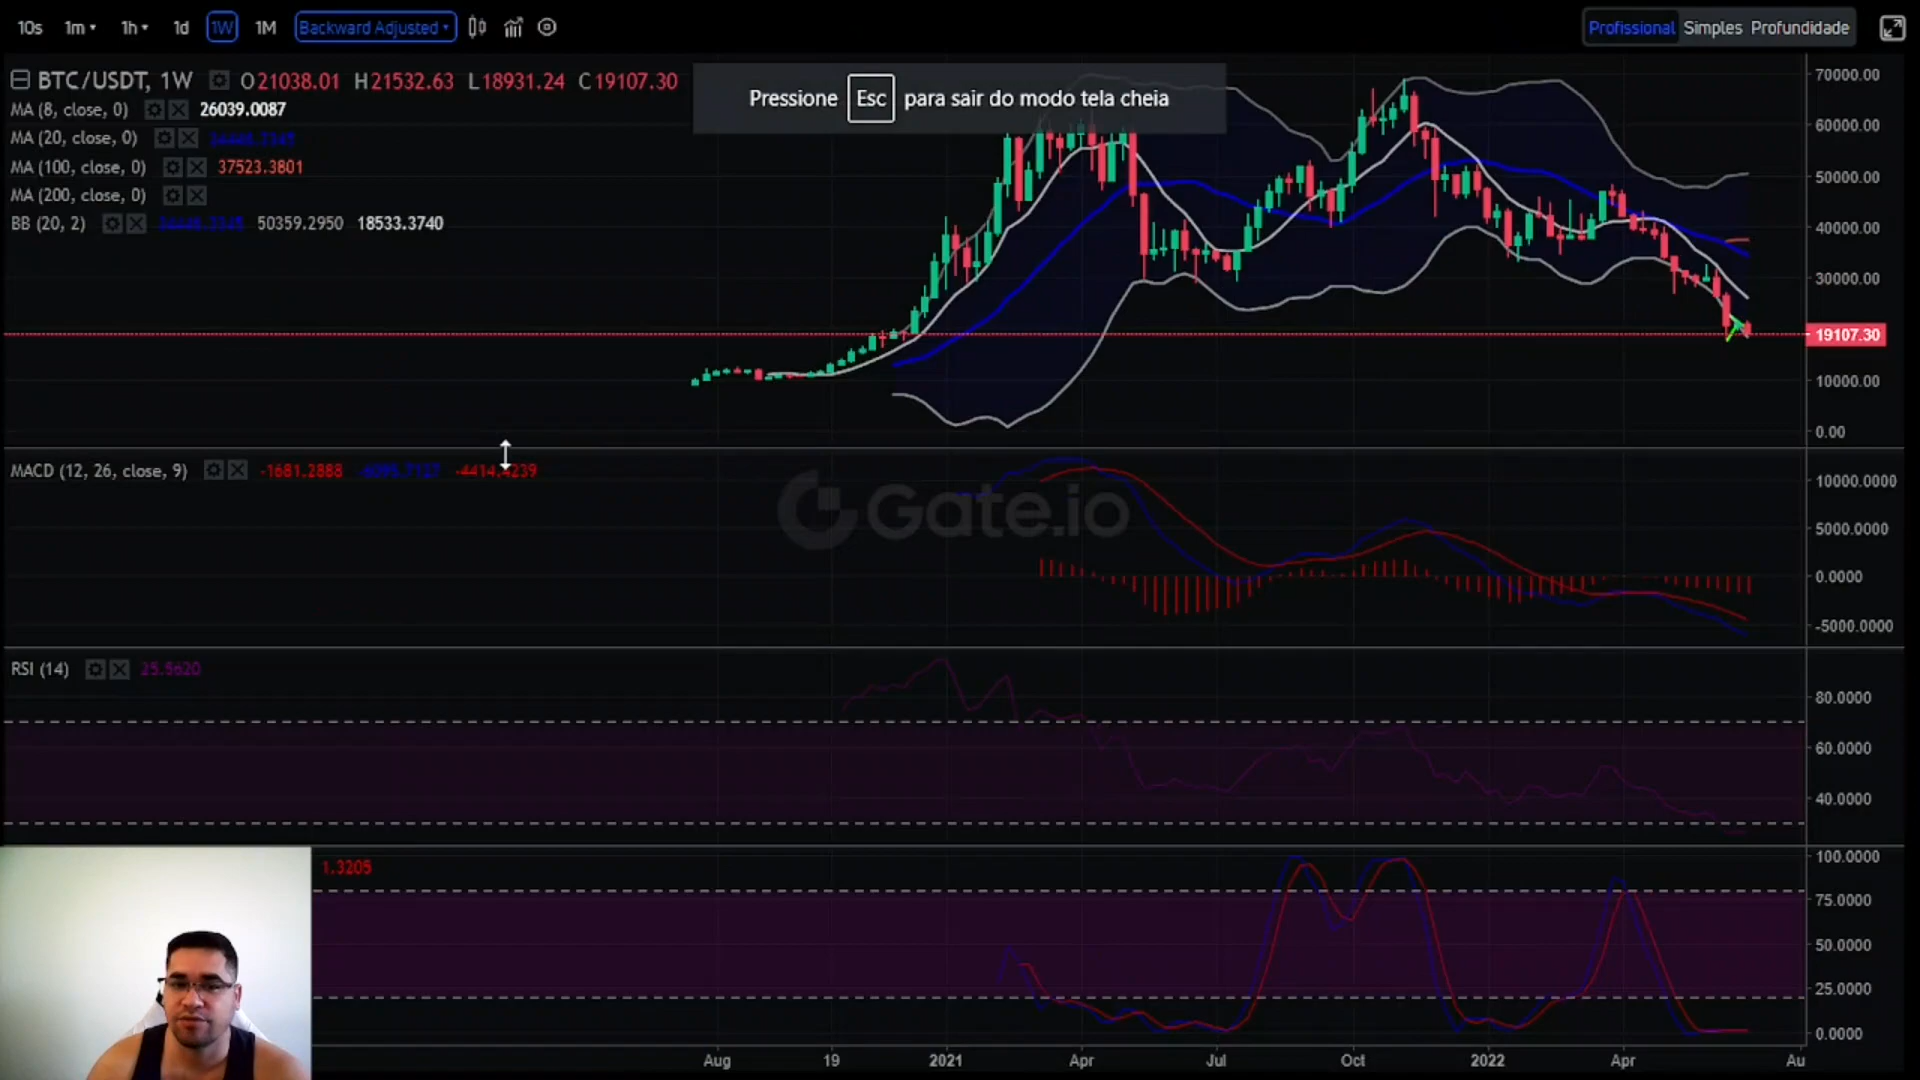 10s 1m 1h 1d 1W 1M Backward Adjusted Profissional Simples Profundidade
BTC/USDT, 1W O21038.01 H21532.63 L18931.24 C19107.30
Pressione Esc para sair do modo tela cheia
MA (8, close, 0) 26039.0087
MA (20, close, 0)
MA (100, close, 0) 37523.3801
MA (200, close, 0)
BB (20, 2) 50359.2950 18533.3740
70000.00
60000.00
50000.00
40000.00
30000.00
19107.30
10000.00
0.00
MACD (12, 26, close, 9) -1681.2888 -4414.4239
Gate.io
10000.0000
5000.0000
0.0000
-5000.0000
RSI (14) 25.5620
80.0000
60.0000
40.0000
1.3205
100.0000
75.0000
50.0000
25.0000
0.0000
Aug 19 2021 Apr Jul Oct 2022 Apr Au